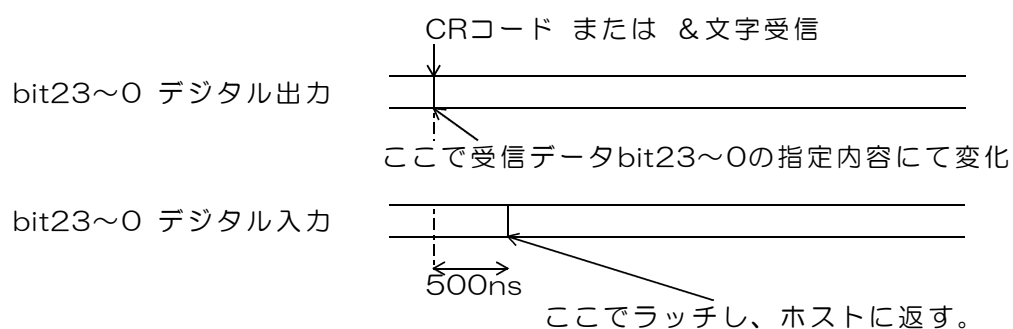 CRコード または ＆文字受信
bit23～0 デジタル出力
ここで受信データbit23～0の指定内容にて変化
bit23～0 デジタル入力
500ns
ここでラッチし、ホストに返す。